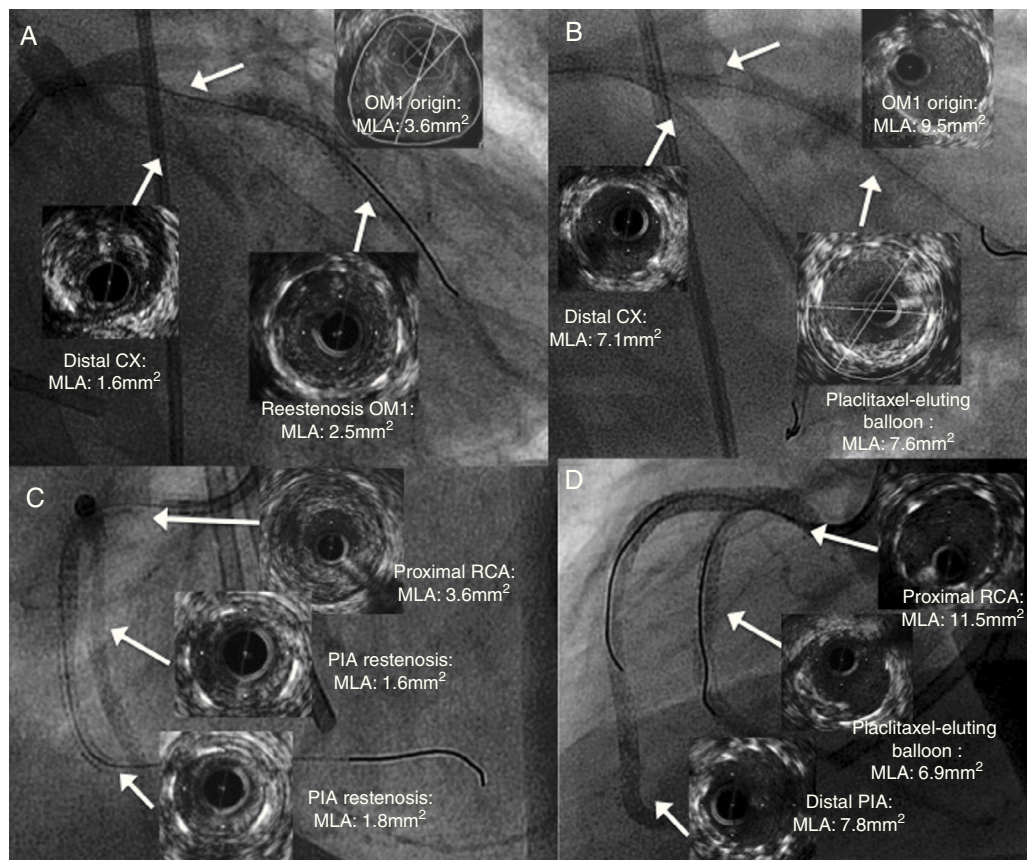 A
OM1 origin:
MLA: 3.6mm²
Distal CX:
MLA: 1.6mm²
Reestenosis OM1:
MLA: 2.5mm²
B
OM1 origin:
MLA: 9.5mm²
Distal CX:
MLA: 7.1mm²
Placlitaxel-eluting
balloon :
MLA: 7.6mm²
C
Proximal RCA:
MLA: 3.6mm²
PIA restenosis:
MLA: 1.6mm²
PIA restenosis:
MLA: 1.8mm²
D
Proximal RCA:
MLA: 11.5mm²
Placlitaxel-eluting
balloon :
MLA: 6.9mm²
Distal PIA:
MLA: 7.8mm²